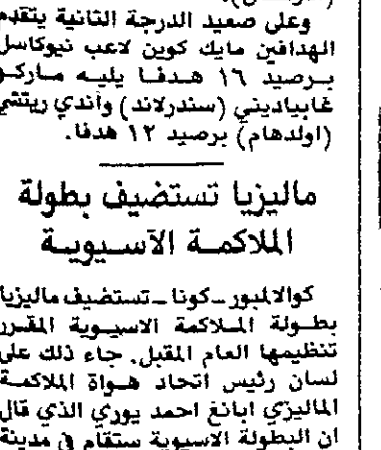 وعلى صعيد الدرجة الثانية يتقدم
الهدافين مايك كوين لاعب نيوكاسل
برصيد ١٦ هدفا يليه ماركو
غابياديني (سندرلاند) وآندي ريتشي
(اولدهام) برصيد ١٢ هدفا.
ماليزيا تستضيف بطولة
الملاكمة الآسيوية
كوالالمبور ـ كونا ـ تستضيف ماليزيا
بطولة الملاكمة الاسيوية المقرر
تنظيمها العام المقبل. جاء ذلك على
لسان رئيس اتحاد هواة الملاكمة
الماليزي ابانغ احمد يوري الذي قال
ان البطولة الاسيوية ستقام في مدينة